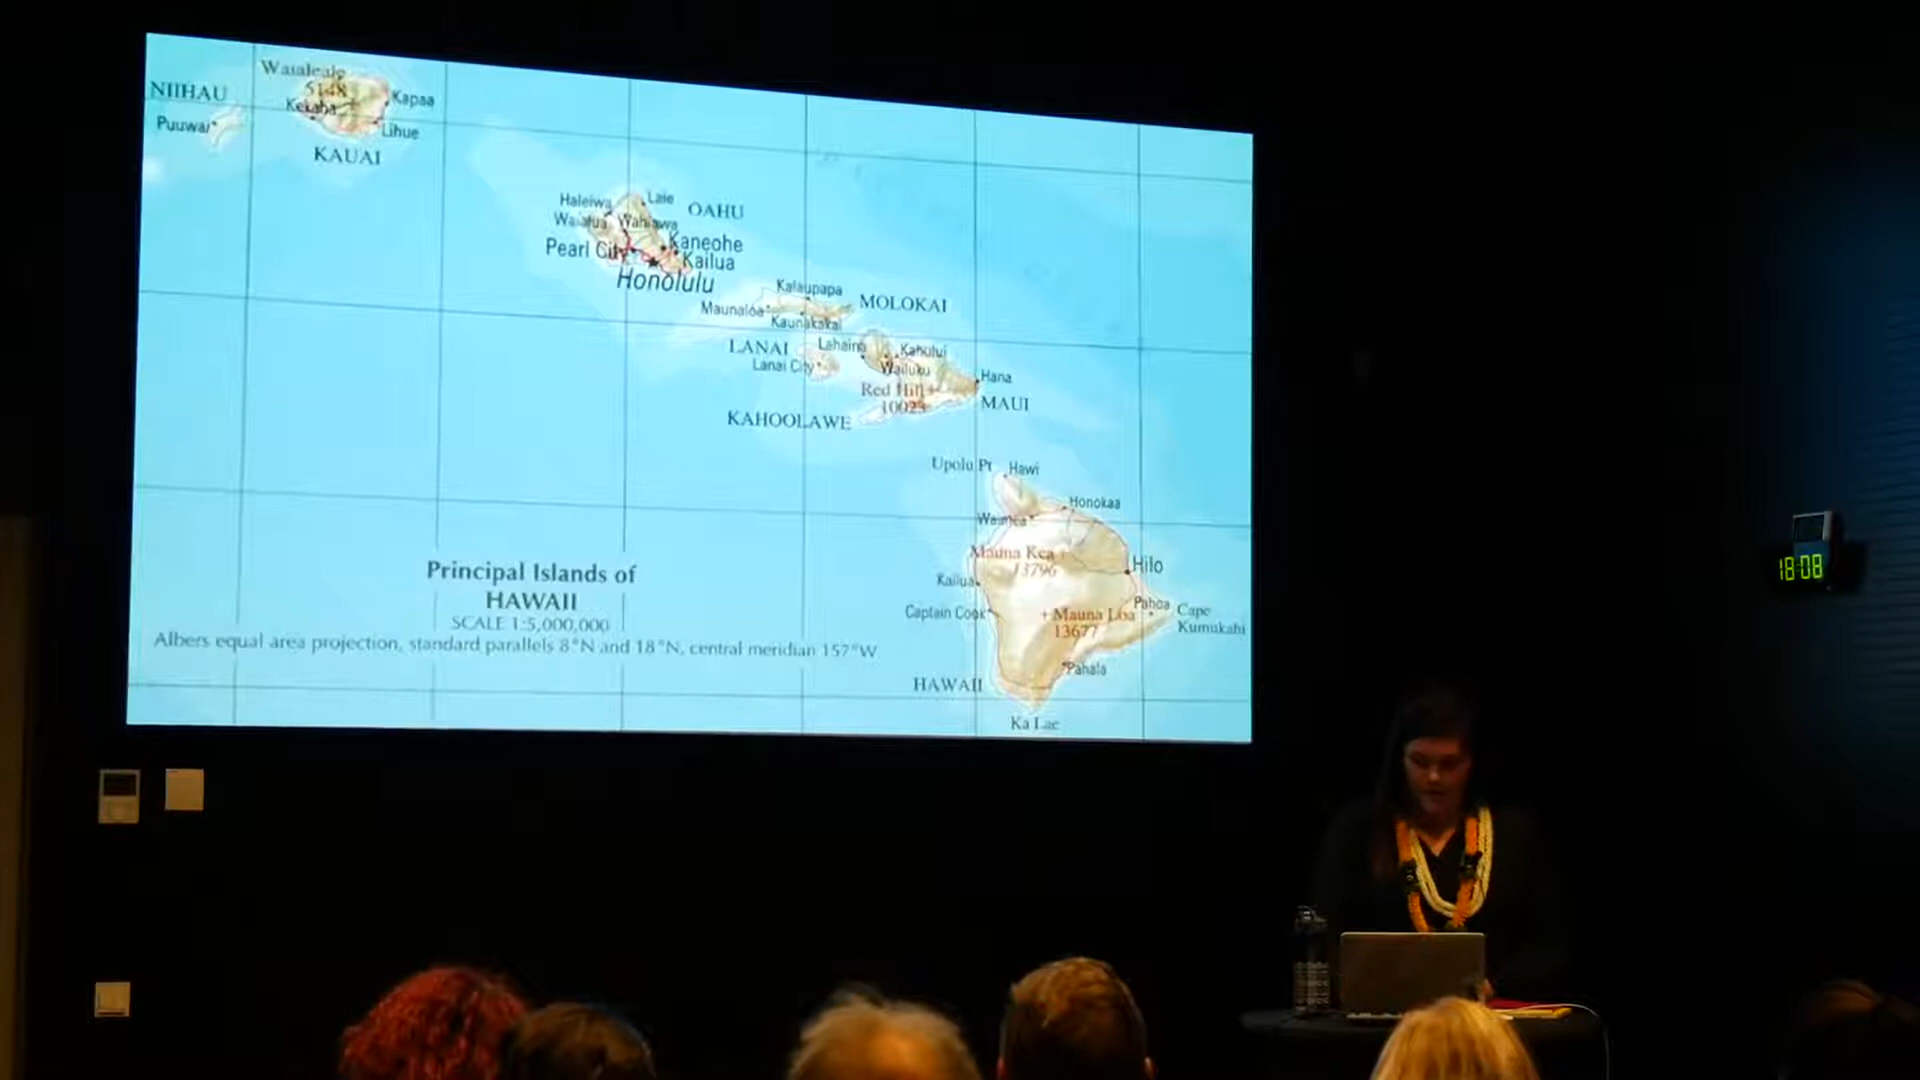 Waialeale
5148
NIIHAU
Kekaha
Kapaa
Puuwai
Lihue
KAUAI
Haleiwa
Laie
OAHU
Waialua
Wahiawa
Pearl City
Kaneohe
Kailua
Honolulu
Kalaupapa
MOLOKAI
Maunaloa
Kaunakakai
LANAI
Lahaina
Kahului
Lanai City
Wailuku
Hana
Red Hill
10023
MAUI
KAHOOLAWE
Upolu Pt
Hawi
Honokaa
Waimea
Mauna Kea
13796
Hilo
Kailua
Pahoa
Cape
Kumukahi
Captain Cook
Mauna Loa
13677
Pahala
HAWAII
Ka Lae
Principal Islands of
HAWAII
SCALE 1:5,000,000
Albers equal area projection, standard parallels 8°N and 18°N, central meridian 157°W
18:08